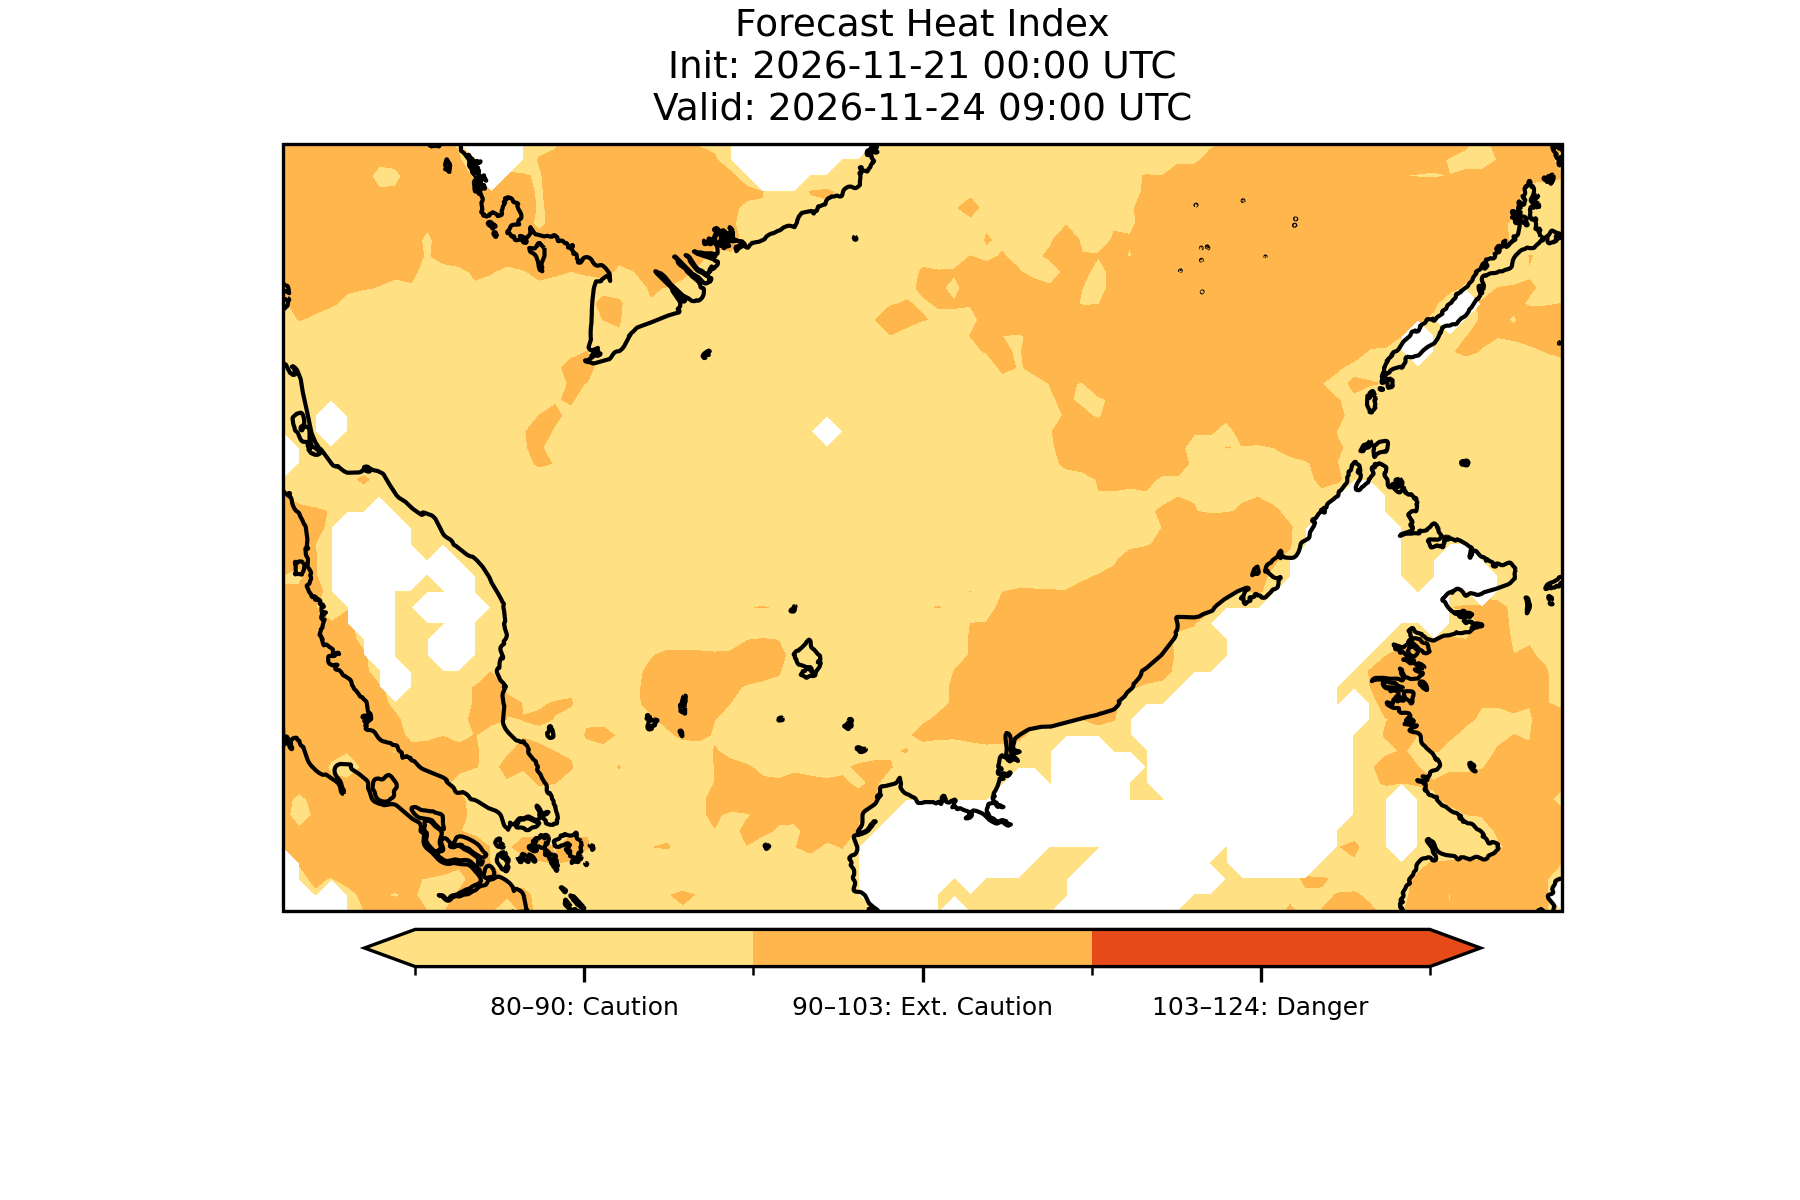 Forecast Heat Index
Init: 2026-11-21 00:00 UTC
Valid: 2026-11-24 09:00 UTC
80–90: Caution
90–103: Ext. Caution
103–124: Danger